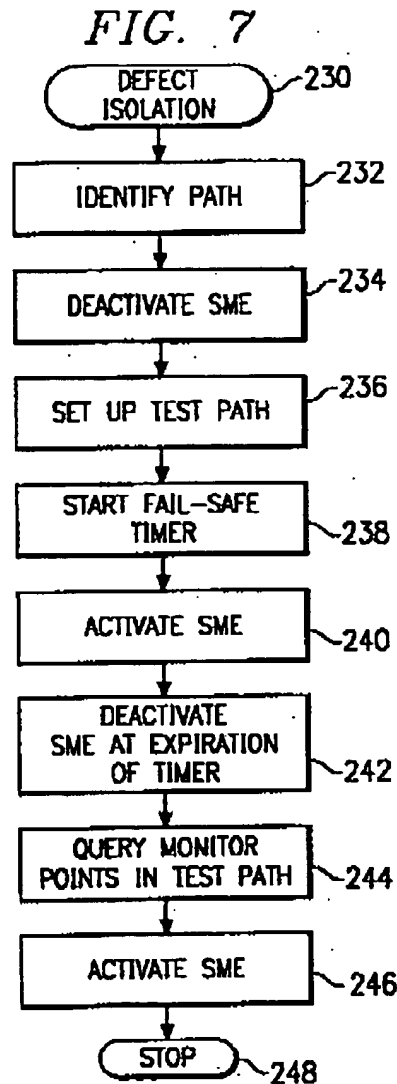 FIG. 7
DEFECT
ISOLATION
230
IDENTIFY PATH
232
DEACTIVATE SME
234
SET UP TEST PATH
236
START FAIL-SAFE
TIMER
238
ACTIVATE SME
240
DEACTIVATE
SME AT EXPIRATION
OF TIMER
242
QUERY MONITOR
POINTS IN TEST PATH
244
ACTIVATE SME
246
STOP
248